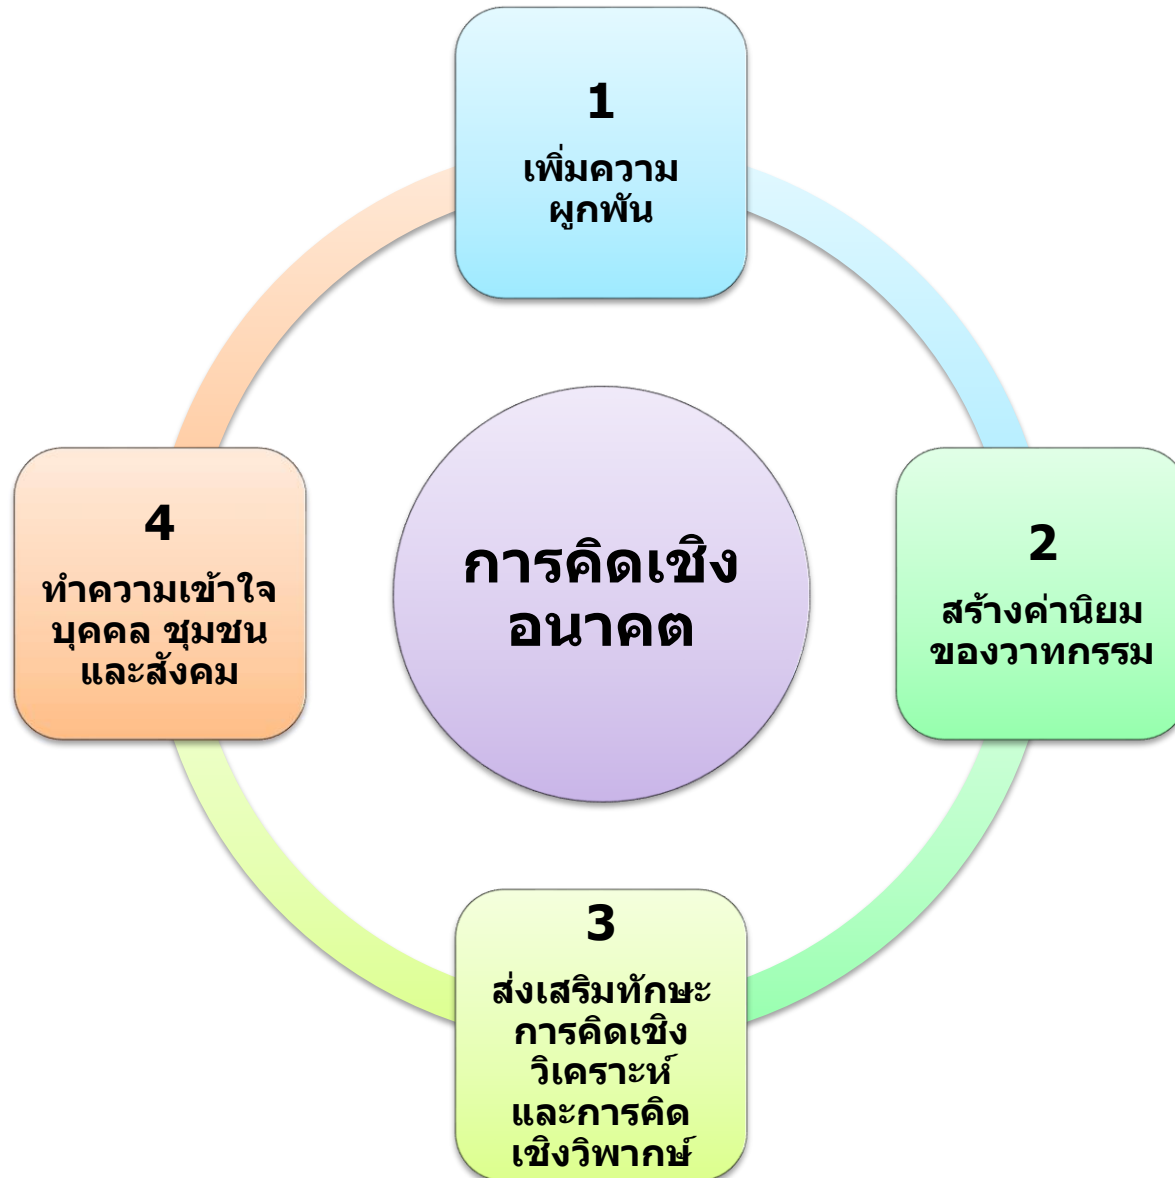 1
เพิ่มความ
ผูกพัน
การคิดเชิง
อนาคต
2
สร้างค่านิยม
ของวาทกรรม
3
ส่งเสริมทักษะ
การคิดเชิง
วิเคราะห์
และการคิด
เชิงวิพากษ์
4
ทำความเข้าใจ
บุคคล ชุมชน
และสังคม